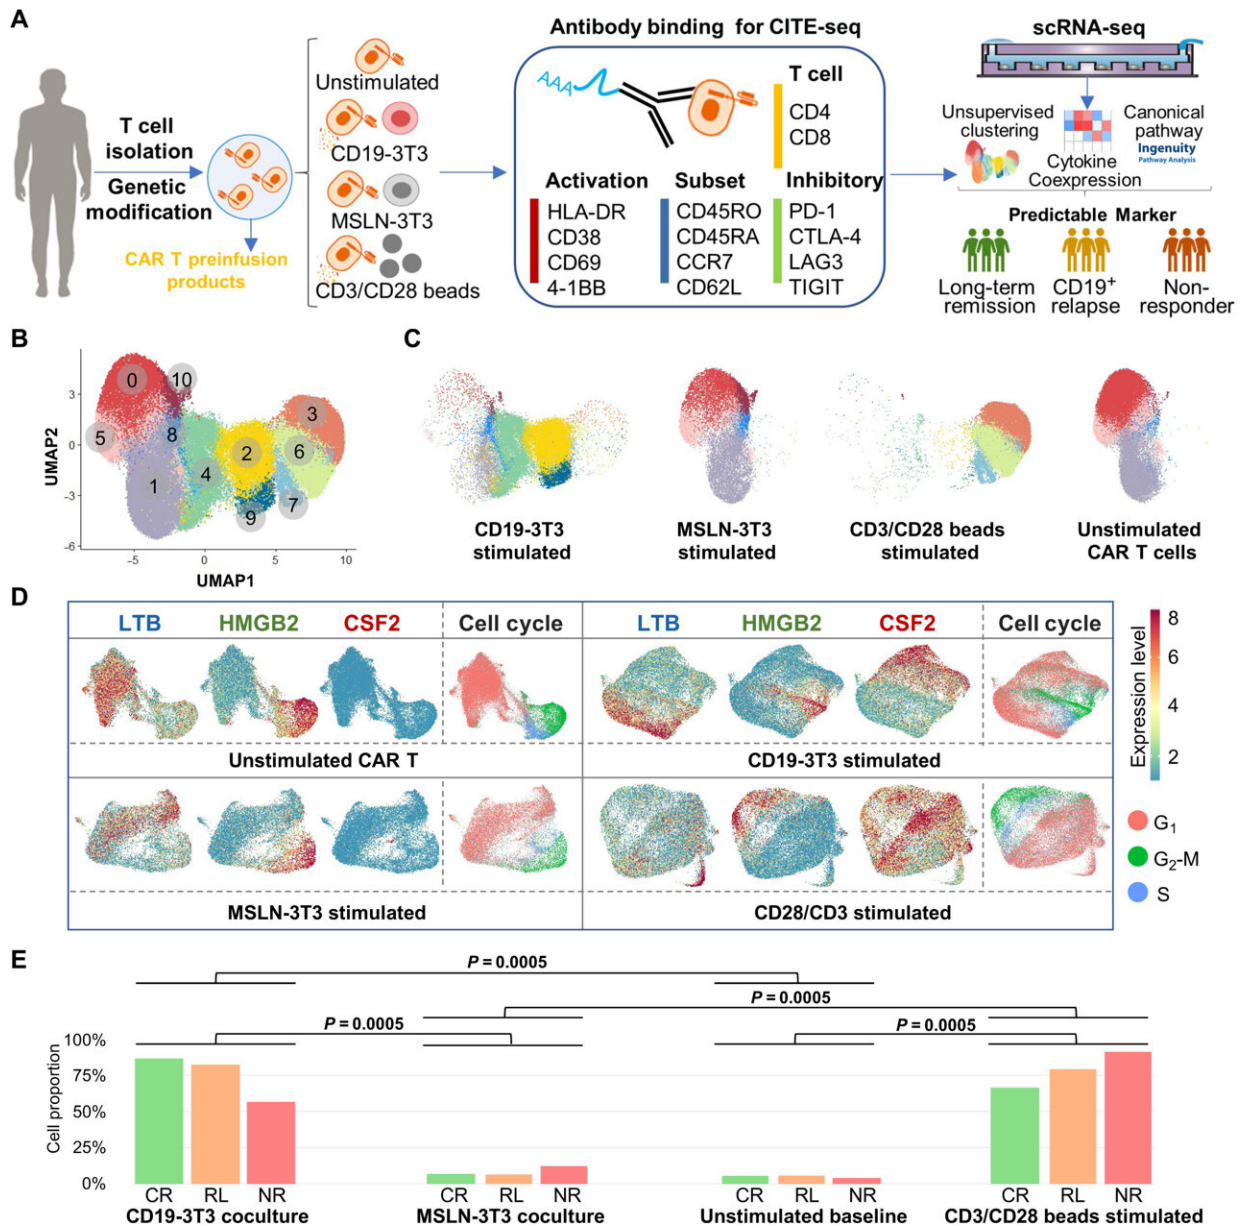 A
T cell
isolation
Genetic
modification
CAR T preinfusion
products
Unstimulated
CD19-3T3
MSLN-3T3
CD3/CD28 beads
Antibody binding for CITE-seq
AAA
T cell
CD4
CD8
Activation
HLA-DR
CD38
CD69
4-1BB
Subset
CD45RO
CD45RA
CCR7
CD62L
Inhibitory
PD-1
CTLA-4
LAG3
TIGIT
scRNA-seq
Unsupervised
clustering
Cytokine
Coexpression
Canonical
pathway
Ingenuity
Pathway Analysis
Predictable Marker
Long-term
remission
CD19+
relapse
Non-
responder
B
UMAP2
3
0
−3
−6
0
10
5
8
1
4
2
9
3
6
7
−5
0
5
10
UMAP1
C
CD19-3T3
stimulated
MSLN-3T3
stimulated
CD3/CD28 beads
stimulated
Unstimulated
CAR T cells
D
LTB HMGB2 CSF2 Cell cycle
LTB HMGB2 CSF2 Cell cycle
Unstimulated CAR T
CD19-3T3 stimulated
MSLN-3T3 stimulated
CD28/CD3 stimulated
Expression level
8
6
4
2
G1
G2-M
S
E
P = 0.0005
P = 0.0005
P = 0.0005
P = 0.0005
Cell proportion
100%
75%
50%
25%
0%
CR RL NR
CR RL NR
CR RL NR
CR RL NR
CD19-3T3 coculture
MSLN-3T3 coculture
Unstimulated baseline
CD3/CD28 beads stimulated